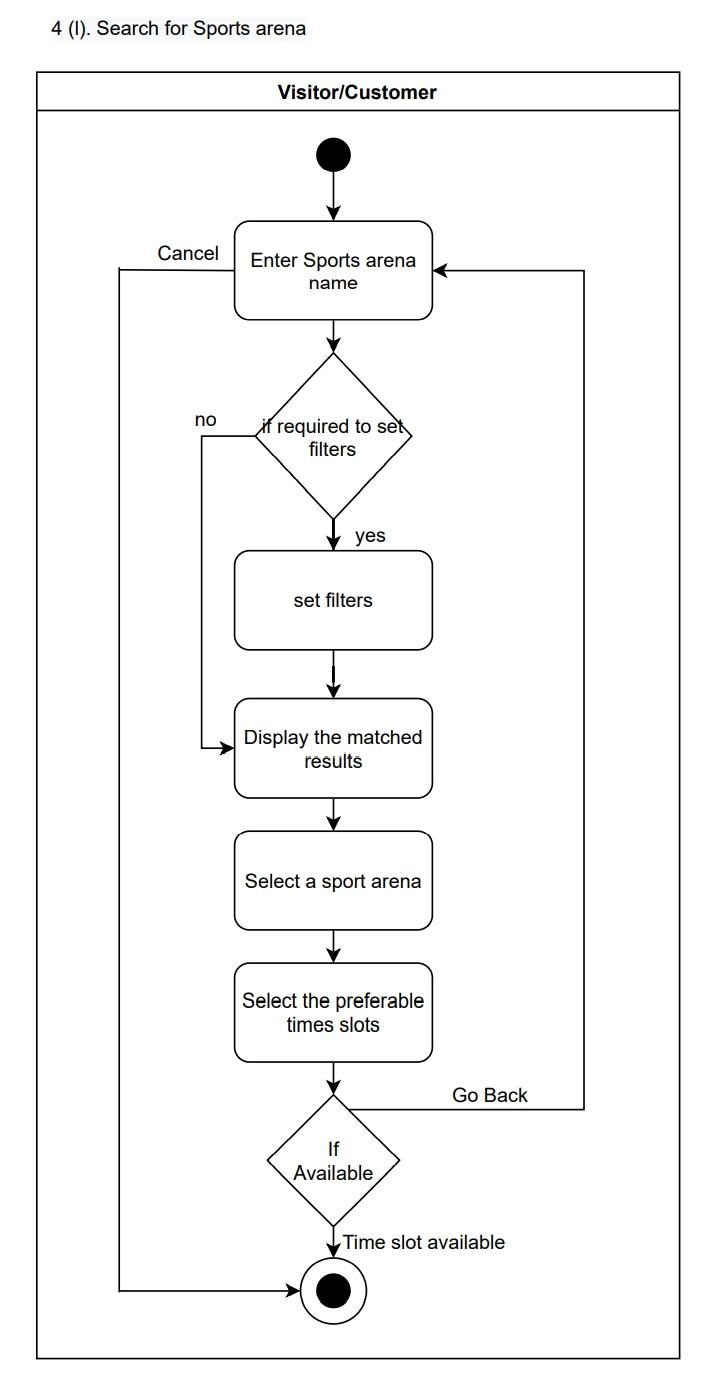 4 (I). Search for Sports arena
Visitor/Customer
Cancel
Enter Sports arena
name
no
if required to set
filters
yes
set filters
Display the matched
results
Select a sport arena
Select the preferable
times slots
Go Back
If
Available
Time slot available